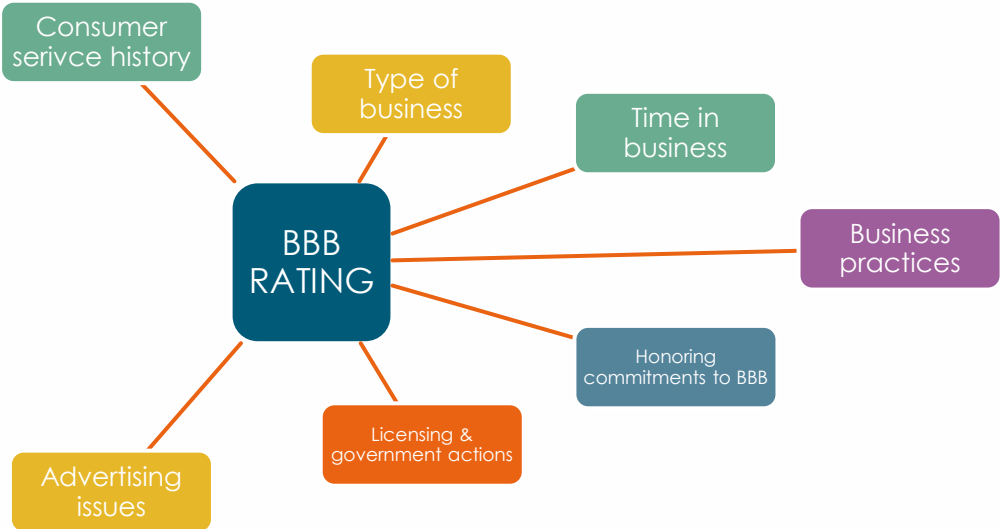 Consumer
serivce history
Type of
business
Time in
business
BBB
RATING
Business
practices
Honoring
commitments to BBB
Licensing &
government actions
Advertising
issues